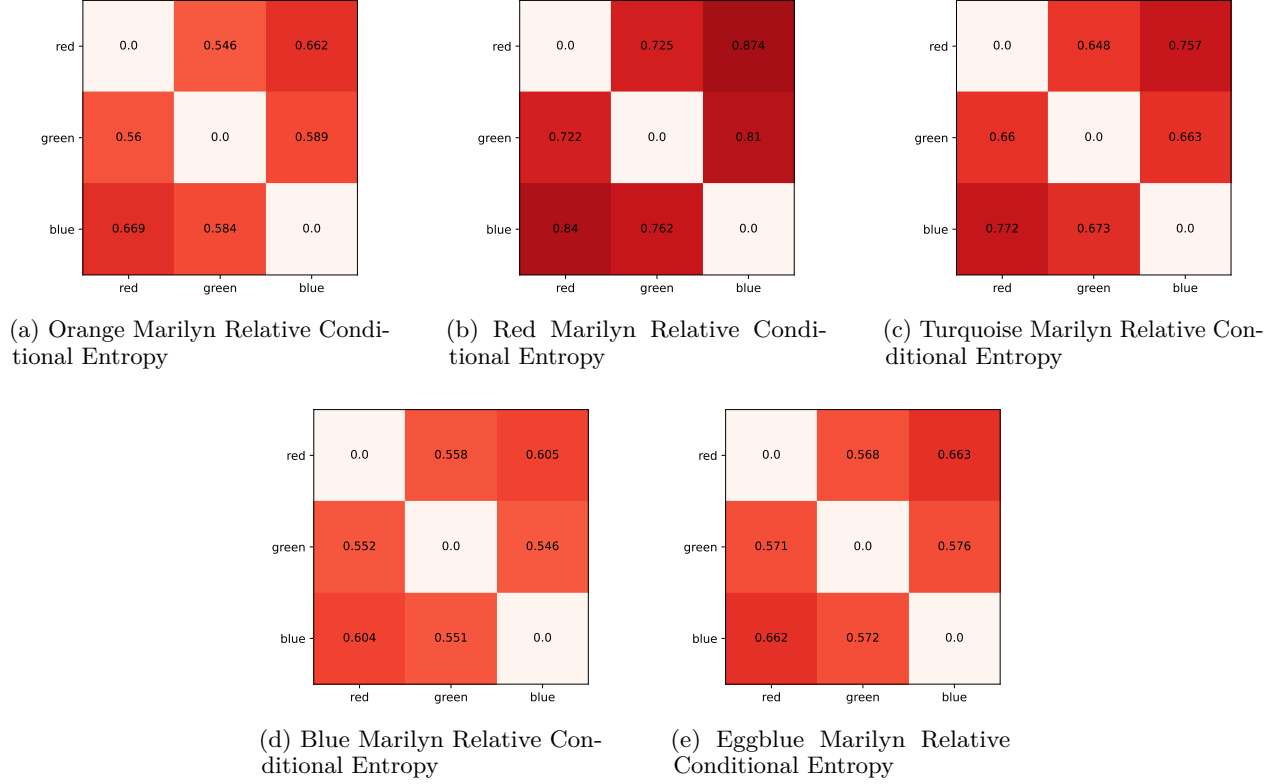 red 0.0 0.546 0.662
green 0.56 0.0 0.589
blue 0.669 0.584 0.0
red green blue
(a) Orange Marilyn Relative Condi-
tional Entropy
red 0.0 0.725 0.874
green 0.722 0.0 0.81
blue 0.84 0.762 0.0
red green blue
(b) Red Marilyn Relative Condi-
tional Entropy
red 0.0 0.648 0.757
green 0.66 0.0 0.663
blue 0.772 0.673 0.0
red green blue
(c) Turquoise Marilyn Relative Con-
ditional Entropy
red 0.0 0.558 0.605
green 0.552 0.0 0.546
blue 0.604 0.551 0.0
red green blue
(d) Blue Marilyn Relative Con-
ditional Entropy
red 0.0 0.568 0.663
green 0.571 0.0 0.576
blue 0.662 0.572 0.0
red green blue
(e) Eggblue Marilyn Relative
Conditional Entropy